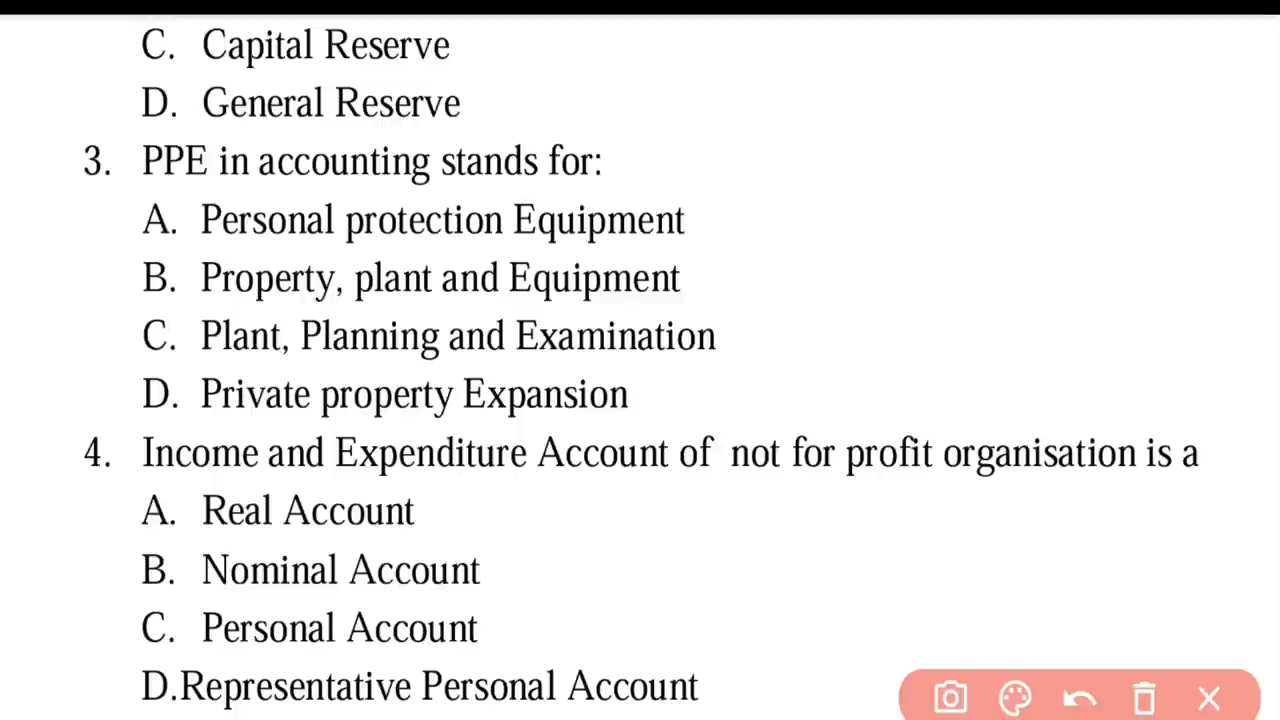 C. Capital Reserve
D. General Reserve
3. PPE in accounting stands for:
A. Personal protection Equipment
B. Property, plant and Equipment
C. Plant, Planning and Examination
D. Private property Expansion
4. Income and Expenditure Account of not for profit organisation is a
A. Real Account
B. Nominal Account
C. Personal Account
D.Representative Personal Account